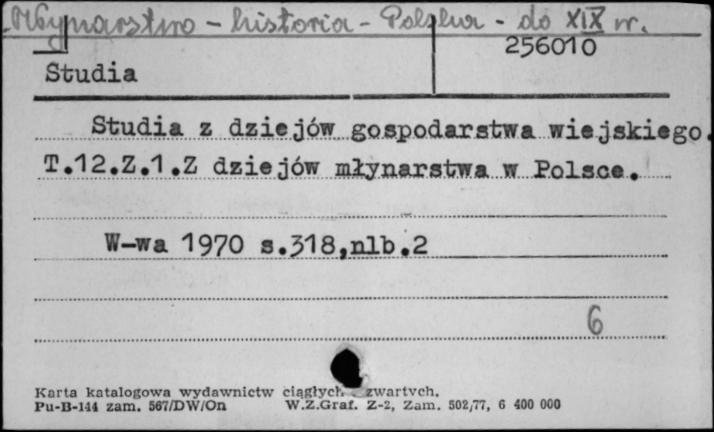 Młynarstwo - historia - Polska - do XIX w.
256010
Studia
Studia z dziejów gospodarstwa wiejskiego.
T.12.Z.1.Z dziejów młynarstwa w Polsce.
W-wa 1970 s.318,nlb.2
6
Karta katalogowa wydawnictw ciągłych zwartych.
Pu-B-144 zam. 567/DW/On W.Z.Graf. Z-2, Zam. 502/77, 6 400 000